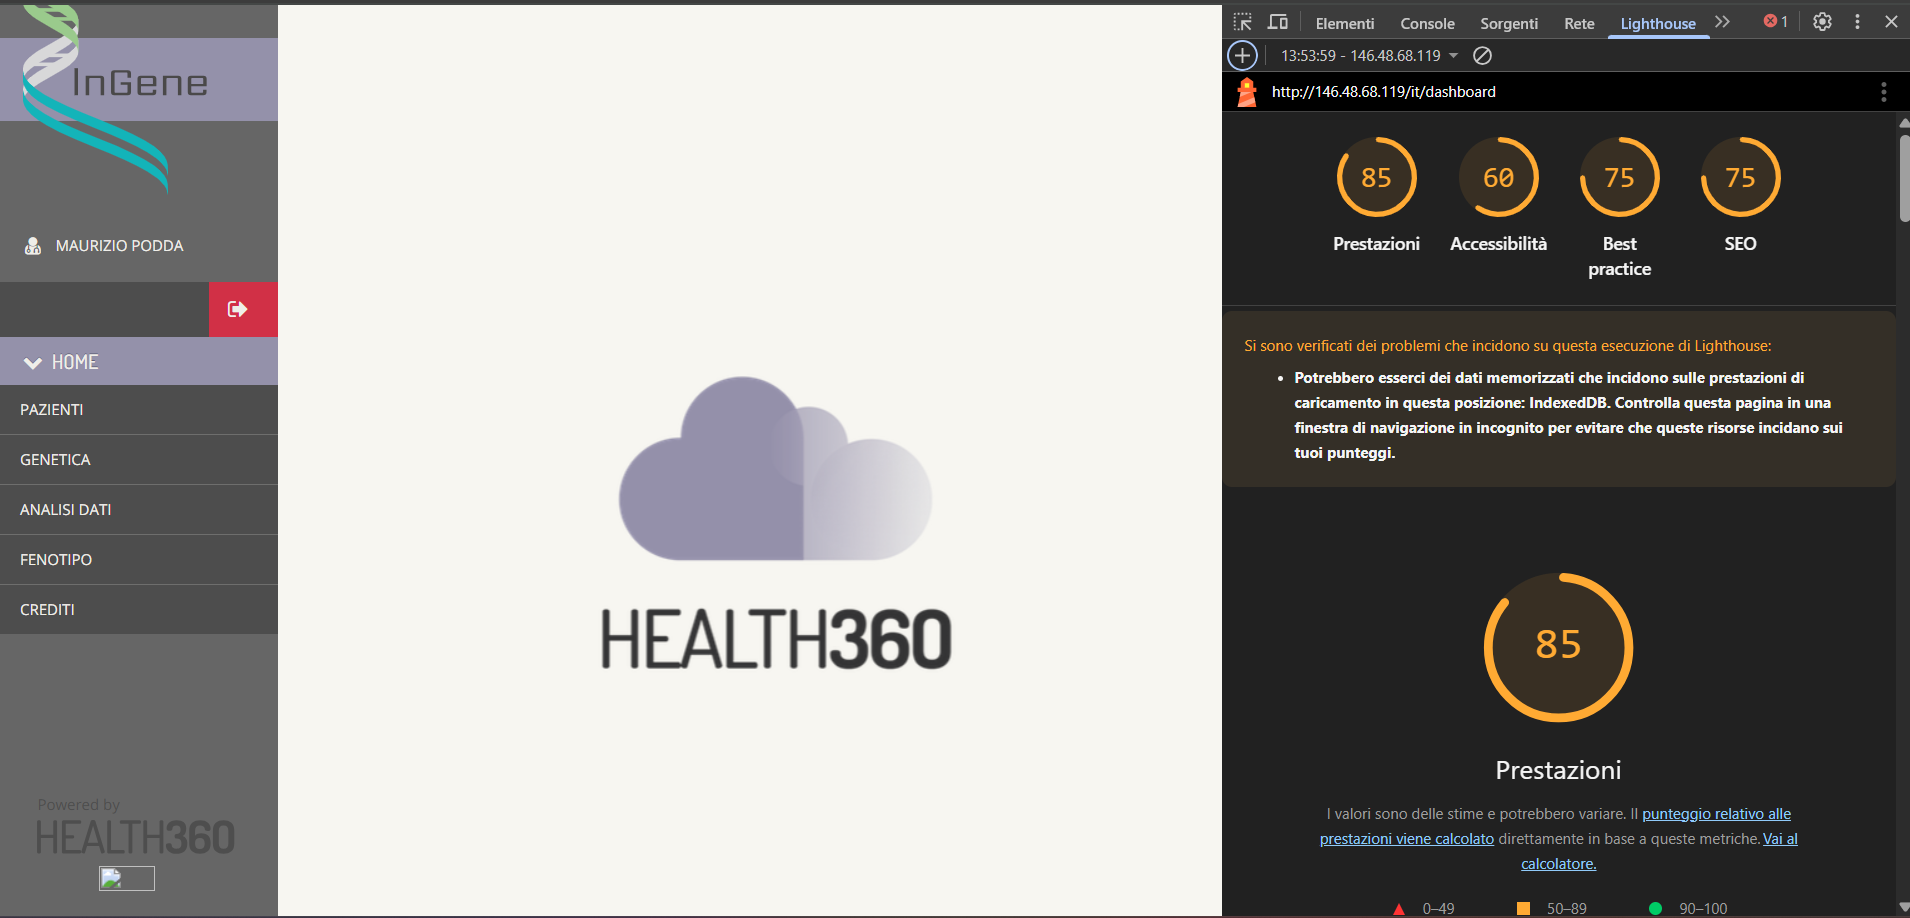 InGene
MAURIZIO PODDA
HOME
PAZIENTI
GENETICA
ANALISI DATI
FENOTIPO
CREDITI
Powered by
HEALTH360
HEALTH360
Elementi Console Sorgenti Rete Lighthouse 1
13:53:59 - 146.48.68.119
http://146.48.68.119/it/dashboard
85 60 75 75
Prestazioni Accessibilità Best practice SEO
Si sono verificati dei problemi che incidono su questa esecuzione di Lighthouse:
• Potrebbero esserci dei dati memorizzati che incidono sulle prestazioni di
caricamento in questa posizione: IndexedDB. Controlla questa pagina in una
finestra di navigazione in incognito per evitare che queste risorse incidano sui
tuoi punteggi.
85
Prestazioni
I valori sono delle stime e potrebbero variare. Il punteggio relativo alle
prestazioni viene calcolato direttamente in base a queste metriche. Vai al
calcolatore.
0–49 50–89 90–100